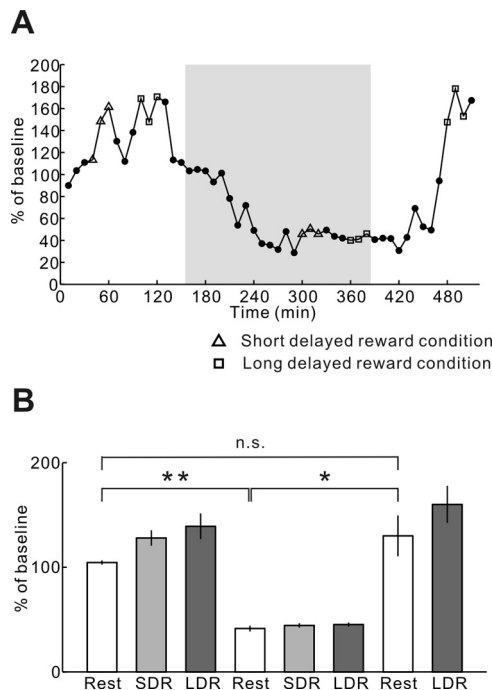 A
200
180
160
140
120
100
80
60
40
20
0
% of baseline
0 60 120 180 240 300 360 420 480
Time (min)
△ Short delayed reward condition
□ Long delayed reward condition
B
n.s.
** *
200
100
0
% of baseline
Rest SDR LDR Rest SDR LDR Rest LDR